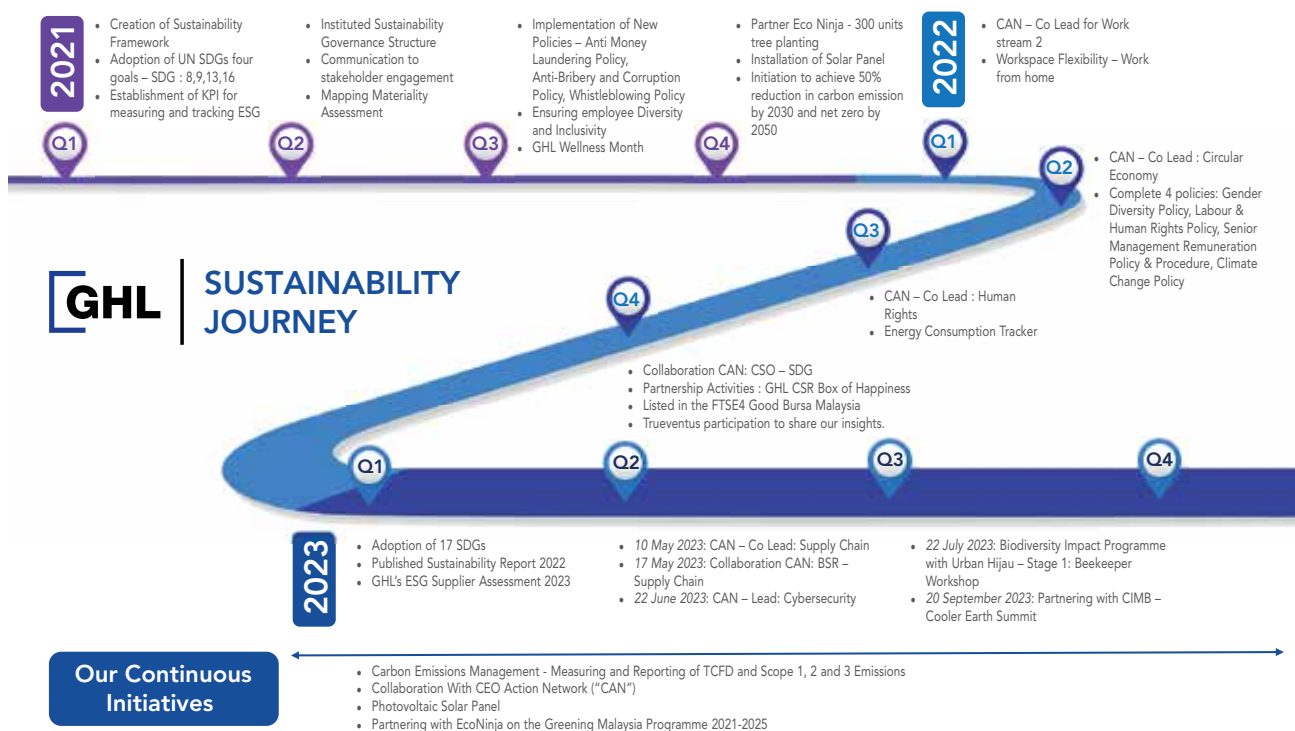 2021
• Creation of Sustainability
Framework
• Adoption of UN SDGs four
goals – SDG : 8,9,13,16
• Establishment of KPI for
measuring and tracking ESG
• Instituted Sustainability
Governance Structure
• Communication to
stakeholder engagement
• Mapping Materiality
Assessment
• Implementation of New
Policies – Anti Money
Laundering Policy,
Anti-Bribery and Corruption
Policy, Whistleblowing Policy
• Ensuring employee Diversity
and Inclusivity
• GHL Wellness Month
• Partner Eco Ninja - 300 units
tree planting
• Installation of Solar Panel
• Initiation to achieve 50%
reduction in carbon emission
by 2030 and net zero by
2050
2022
• CAN – Co Lead for Work
stream 2
• Workspace Flexibility – Work
from home
Q1
Q2
Q3
Q4
Q1
Q2
• CAN – Co Lead : Circular
Economy
• Complete 4 policies: Gender
Diversity Policy, Labour &
Human Rights Policy, Senior
Management Remuneration
Policy & Procedure, Climate
Change Policy
Q3
• CAN – Co Lead : Human
Rights
• Energy Consumption Tracker
GHL
SUSTAINABILITY
JOURNEY
Q4
• Collaboration CAN: CSO – SDG
• Partnership Activities : GHL CSR Box of Happiness
• Listed in the FTSE4 Good Bursa Malaysia
• Trueventus participation to share our insights.
Q1
Q2
Q3
Q4
2023
• Adoption of 17 SDGs
• Published Sustainability Report 2022
• GHL's ESG Supplier Assessment 2023
• 10 May 2023: CAN – Co Lead: Supply Chain
• 17 May 2023: Collaboration CAN: BSR –
Supply Chain
• 22 June 2023: CAN – Lead: Cybersecurity
• 22 July 2023: Biodiversity Impact Programme
with Urban Hijau – Stage 1: Beekeeper
Workshop
• 20 September 2023: Partnering with CIMB –
Cooler Earth Summit
Our Continuous
Initiatives
• Carbon Emissions Management - Measuring and Reporting of TCFD and Scope 1, 2 and 3 Emissions
• Collaboration With CEO Action Network ("CAN")
• Photovoltaic Solar Panel
• Partnering with EcoNinja on the Greening Malaysia Programme 2021-2025